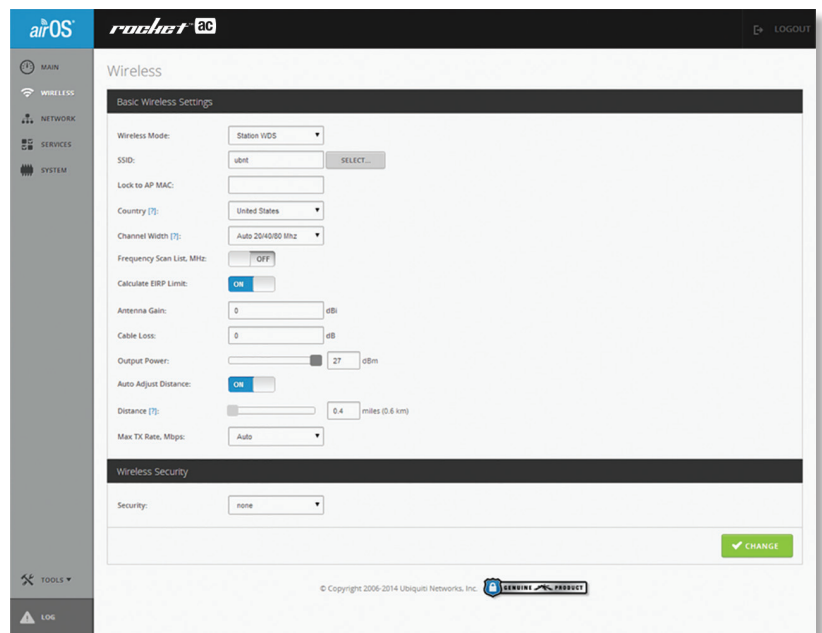 airOS
rocket™ ac
LOGOUT
MAIN
WIRELESS
NETWORK
SERVICES
SYSTEM
TOOLS
LOG
Wireless
Basic Wireless Settings
Wireless Mode: Station WDS
SSID: ubnt SELECT...
Lock to AP MAC:
Country [?]: United States
Channel Width [?]: Auto 20/40/80 Mhz
Frequency Scan List, MHz: OFF
Calculate EIRP Limit: ON
Antenna Gain: 0 dBi
Cable Loss: 0 dB
Output Power: 27 dBm
Auto Adjust Distance: ON
Distance [?]: 0.4 miles (0.6 km)
Max TX Rate, Mbps: Auto
Wireless Security
Security: none
CHANGE
© Copyright 2006-2014 Ubiquiti Networks, Inc. GENUINE PRODUCT